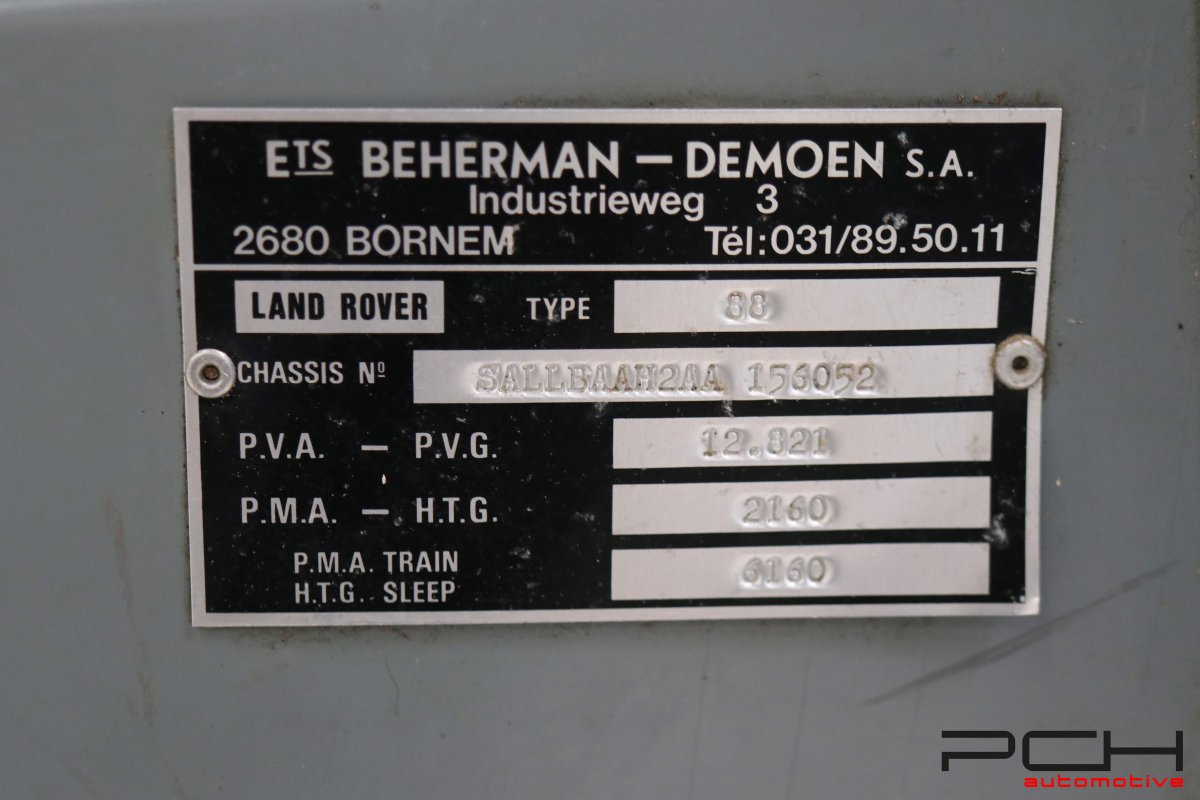 ETS BEHERMAN — DEMOEN S.A.
Industrieweg 3
2680 BORNEM Tél:031/89.50.11
LAND ROVER TYPE 88
CHASSIS Nº SALLBAAH2AA 156052
P.V.A. — P.V.G. 12.821
P.M.A. — H.T.G. 2160
P.M.A. TRAIN
H.T.G. SLEEP 6160
PCH
automotive